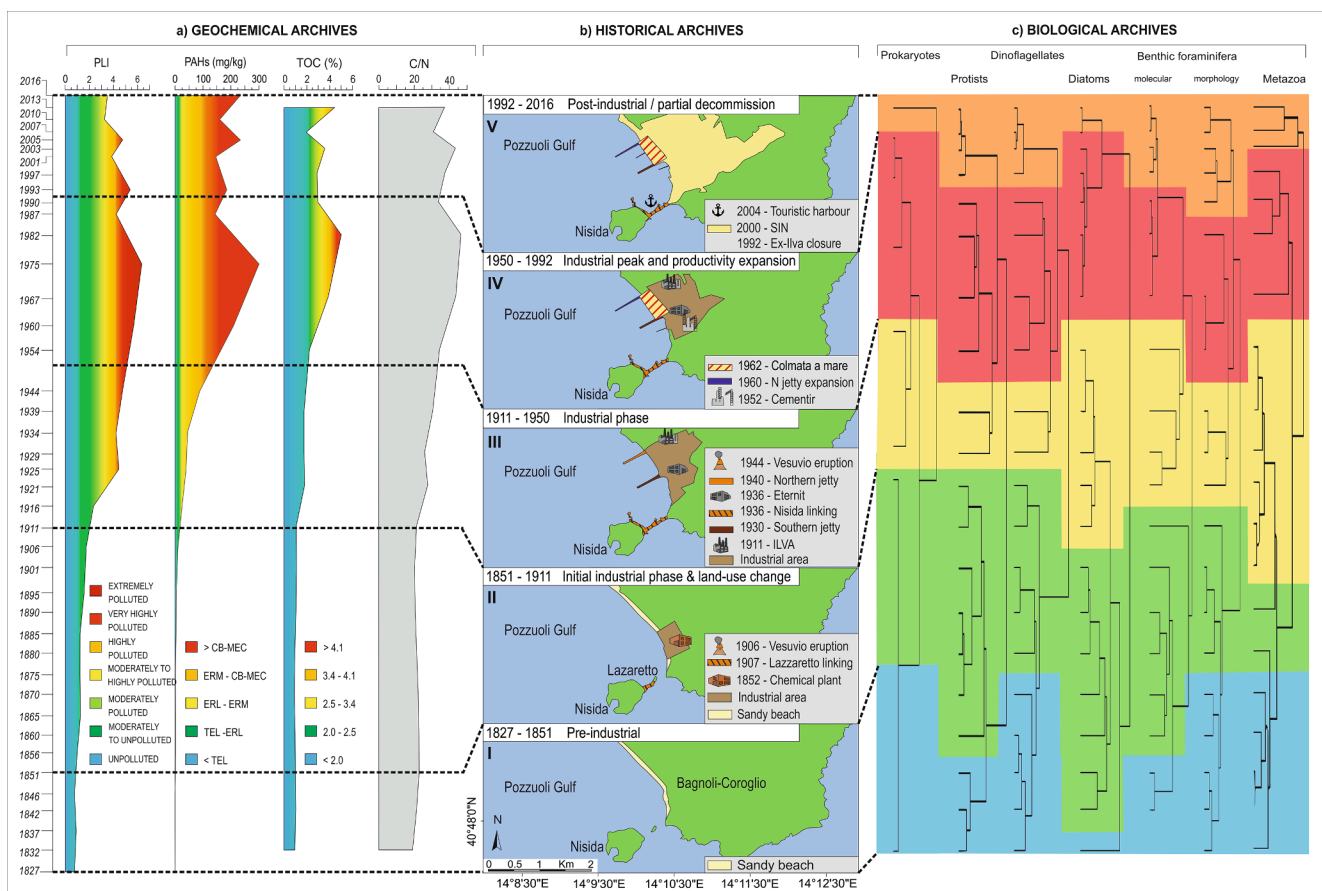 a) GEOCHEMICAL ARCHIVES
PLI
PAHs (mg/kg)
TOC (%)
C/N
0 2 4 6
0 100 200 300
0 2 4 6
0 20 40
2016
2013
2010
2007
2005
2003
2001
1997
1993
1990
1987
1982
1975
1967
1960
1954
1944
1939
1934
1929
1925
1921
1916
1911
1906
1901
1895
1890
1885
1880
1875
1870
1865
1860
1856
1851
1846
1842
1837
1832
1827
EXTREMELY
POLLUTED
VERY HIGHLY
POLLUTED
HIGHLY
POLLUTED
MODERATELY TO
HIGHLY POLLUTED
MODERATELY
POLLUTED
MODERATELY
TO UNPOLLUTED
UNPOLLUTED
> CB-MEC
ERM - CB-MEC
ERL - ERM
TEL -ERL
< TEL
> 4.1
3.4 - 4.1
2.5 - 3.4
2.0 - 2.5
< 2.0
b) HISTORICAL ARCHIVES
1992 - 2016 Post-industrial / partial decommission
V
Pozzuoli Gulf
Nisida
2004 - Touristic harbour
2000 - SIN
1992 - Ex-Ilva closure
1950 - 1992 Industrial peak and productivity expansion
IV
Pozzuoli Gulf
Nisida
1962 - Colmata a mare
1960 - N jetty expansion
1952 - Cementir
1911 - 1950 Industrial phase
III
Pozzuoli Gulf
Nisida
1944 - Vesuvio eruption
1940 - Northern jetty
1936 - Eternit
1936 - Nisida linking
1930 - Southern jetty
1911 - ILVA
Industrial area
1851 - 1911 Initial industrial phase & land-use change
II
Pozzuoli Gulf
Lazaretto
Nisida
1906 - Vesuvio eruption
1907 - Lazzaretto linking
1852 - Chemical plant
Industrial area
Sandy beach
1827 - 1851 Pre-industrial
I
Pozzuoli Gulf
Bagnoli-Coroglio
Nisida
40°48'0"N
N
0 0.5 1 Km 2
Sandy beach
14°8'30"E 14°9'30"E 14°10'30"E 14°11'30"E 14°12'30"E
c) BIOLOGICAL ARCHIVES
Prokaryotes
Protists
Dinoflagellates
Diatoms
Benthic foraminifera
molecular
morphology
Metazoa